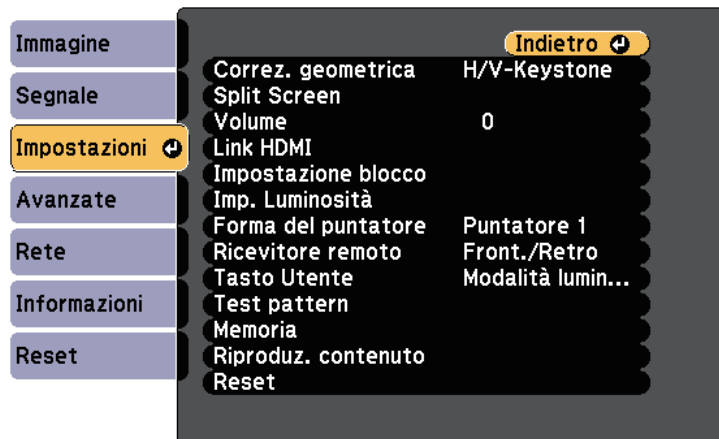 Immagine
Segnale
Impostazioni
Avanzate
Rete
Informazioni
Reset
Indietro
Correz. geometrica H/V-Keystone
Split Screen
Volume 0
Link HDMI
Impostazione blocco
Imp. Luminosità
Forma del puntatore Puntatore 1
Ricevitore remoto Front./Retro
Tasto Utente Modalità lumin...
Test pattern
Memoria
Riproduz. contenuto
Reset